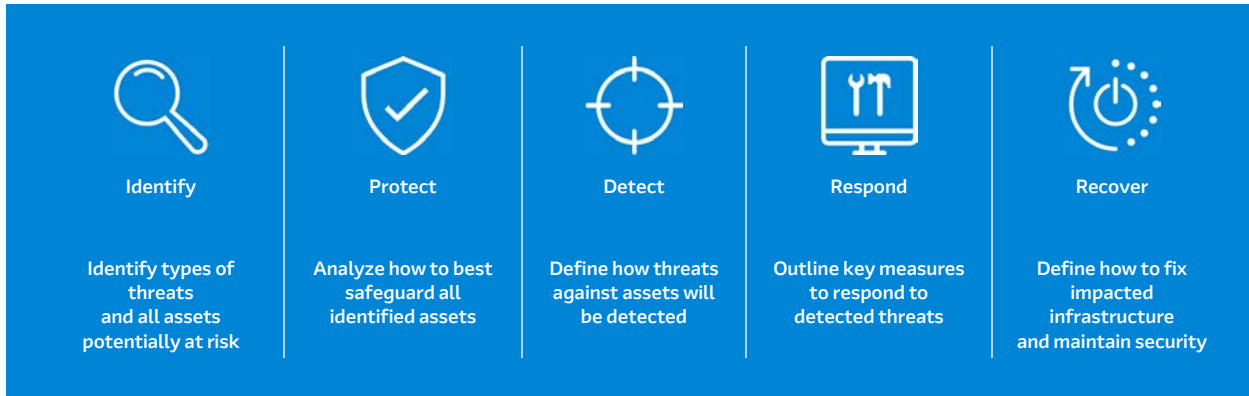 Identify
Protect
Detect
Respond
Recover
Identify types of
threats
and all assets
potentially at risk
Analyze how to best
safeguard all
identified assets
Define how threats
against assets will
be detected
Outline key measures
to respond to
detected threats
Define how to fix
impacted
infrastructure
and maintain security